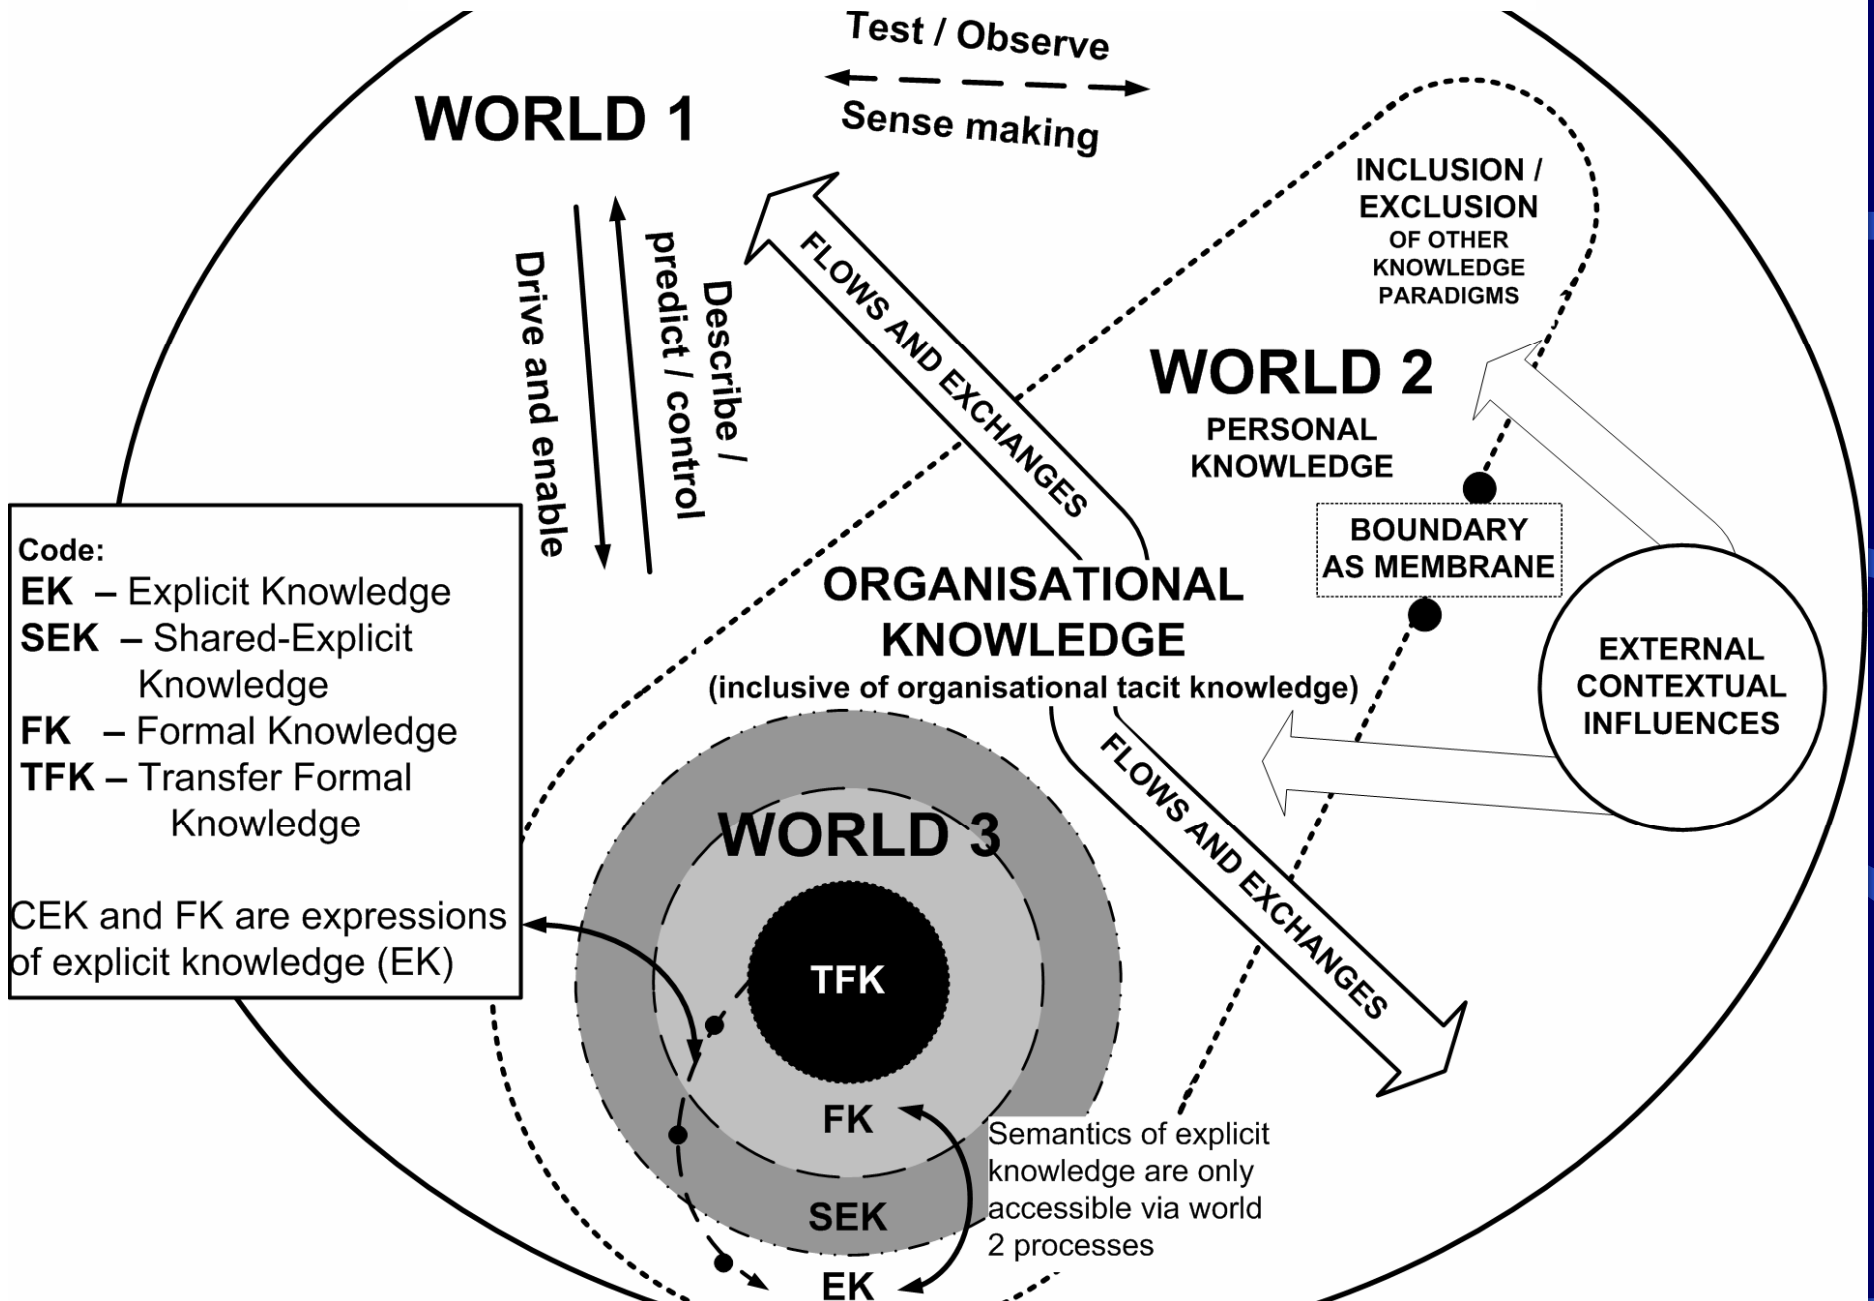 Test / Observe
Sense making
WORLD 1
INCLUSION /
EXCLUSION
OF OTHER
KNOWLEDGE
PARADIGMS
Drive and enable
Describe /
predict / control
FLOWS AND EXCHANGES
WORLD 2
PERSONAL
KNOWLEDGE
BOUNDARY
AS MEMBRANE
ORGANISATIONAL
KNOWLEDGE
(inclusive of organisational tacit knowledge)
EXTERNAL
CONTEXTUAL
INFLUENCES
FLOWS AND EXCHANGES
Code:
EK – Explicit Knowledge
SEK – Shared-Explicit
Knowledge
FK – Formal Knowledge
TFK – Transfer Formal
Knowledge
CEK and FK are expressions
of explicit knowledge (EK)
WORLD 3
TFK
FK
SEK
EK
Semantics of explicit
knowledge are only
accessible via world
2 processes